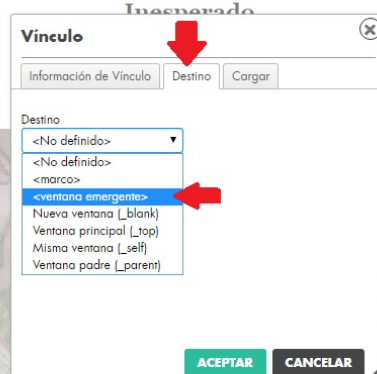 Inesperado
Vínculo
Información de Vínculo Destino Cargar
Destino
<No definido>
<No definido>
<marco>
<ventana emergente>
Nueva ventana (_blank)
Ventana principal (_top)
Misma ventana (_self)
Ventana padre (_parent)
ACEPTAR CANCELAR